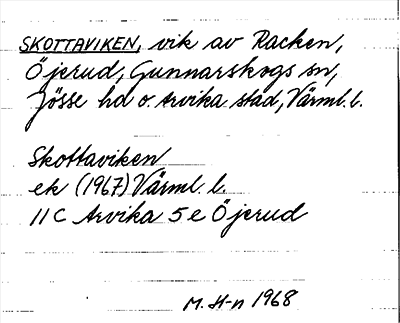 SKOTTAVIKEN, vik av Racken,
Öjerud, Gunnarskogs sn,
Jösse hd o. Arvika stad, Värml. l.
Skottaviken
ek (1967) Värml. l.
11 C Arvika 5 e Öjerud
M. H-n 1968